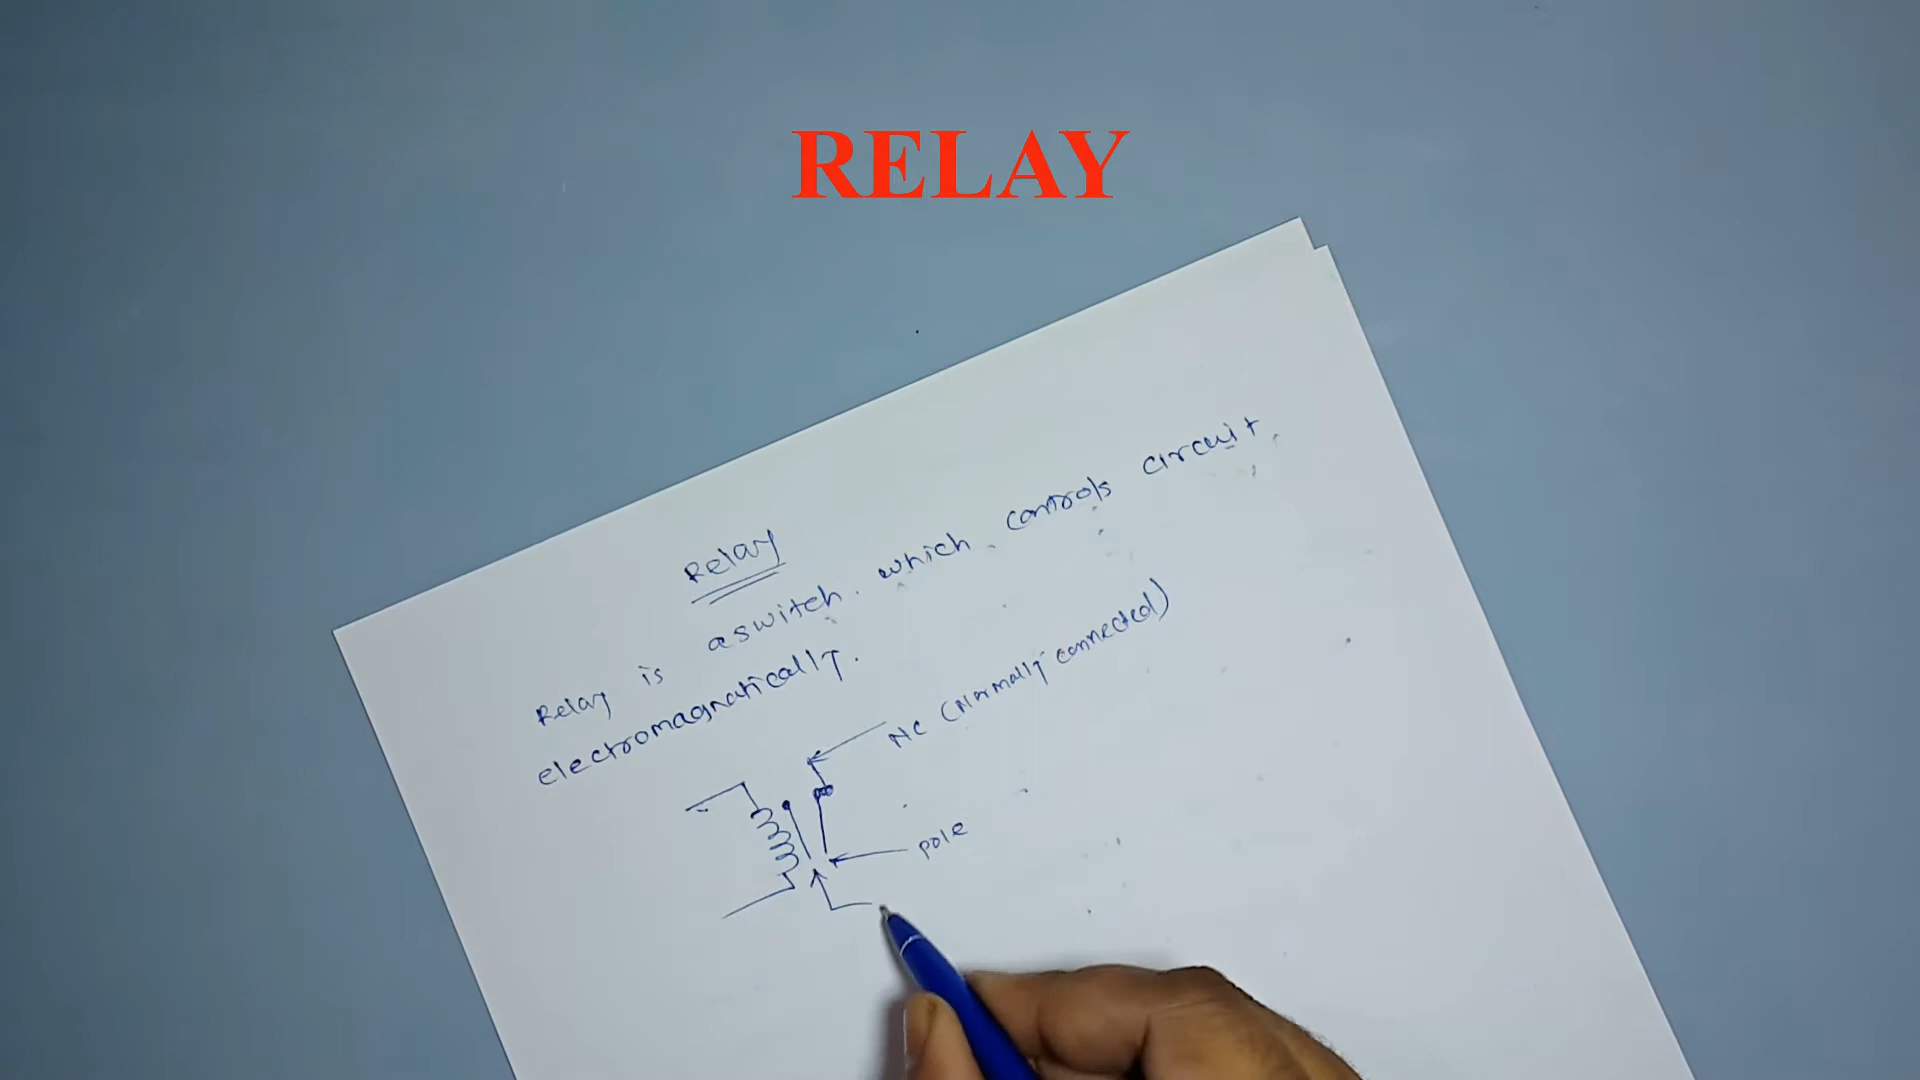 RELAY
Relay
Relay is a switch. which controls circuit
electromagnatically.
NC (Normally connected)
pole